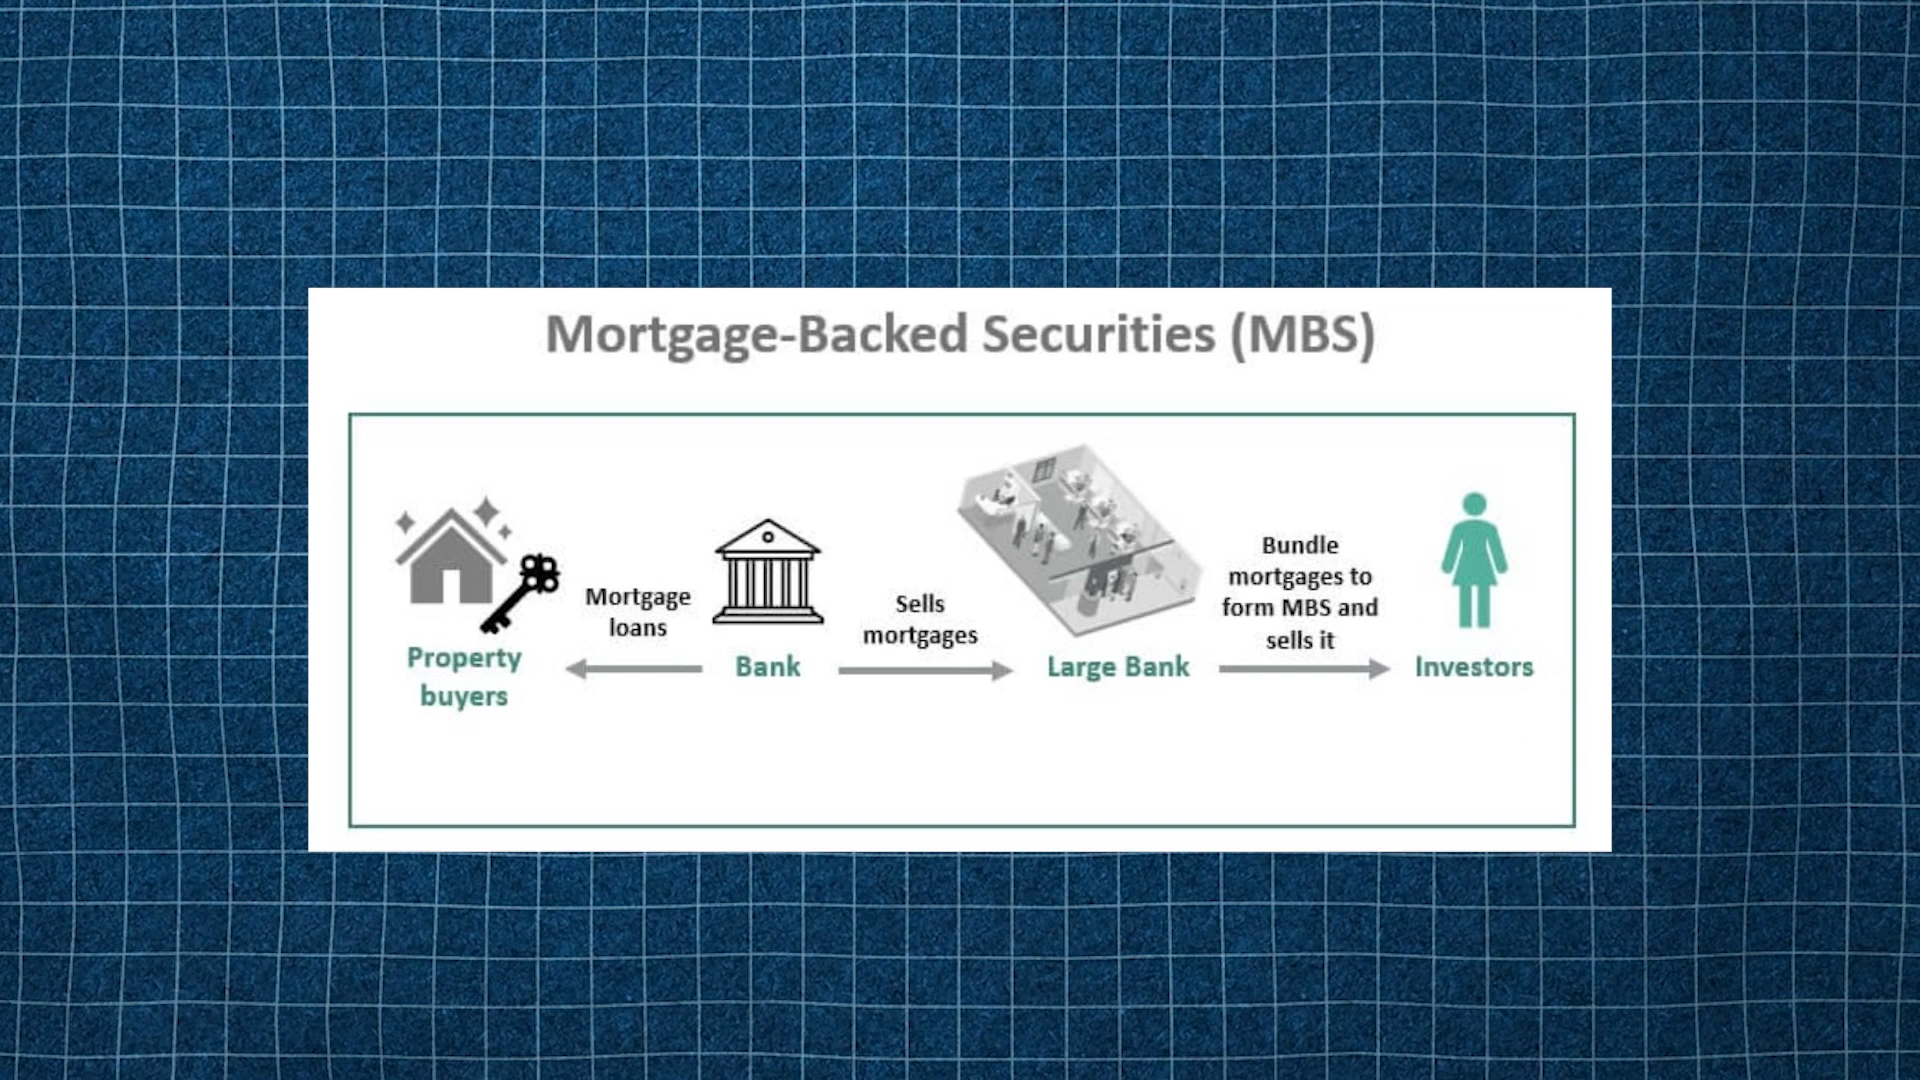 Mortgage-Backed Securities (MBS)
Mortgage
loans
Sells
mortgages
Bundle
mortgages to
form MBS and
sells it
Property
buyers
Bank
Large Bank
Investors